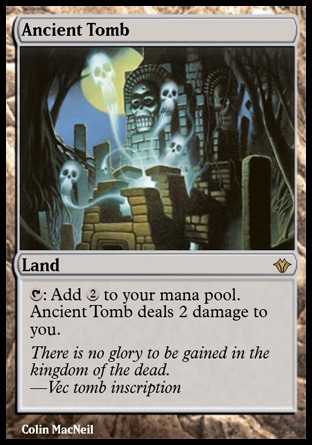 Ancient Tomb
Land
: Add 2 to your mana pool.
Ancient Tomb deals 2 damage to
you.
There is no glory to be gained in the
kingdom of the dead.
—Vec tomb inscription
Colin MacNeil